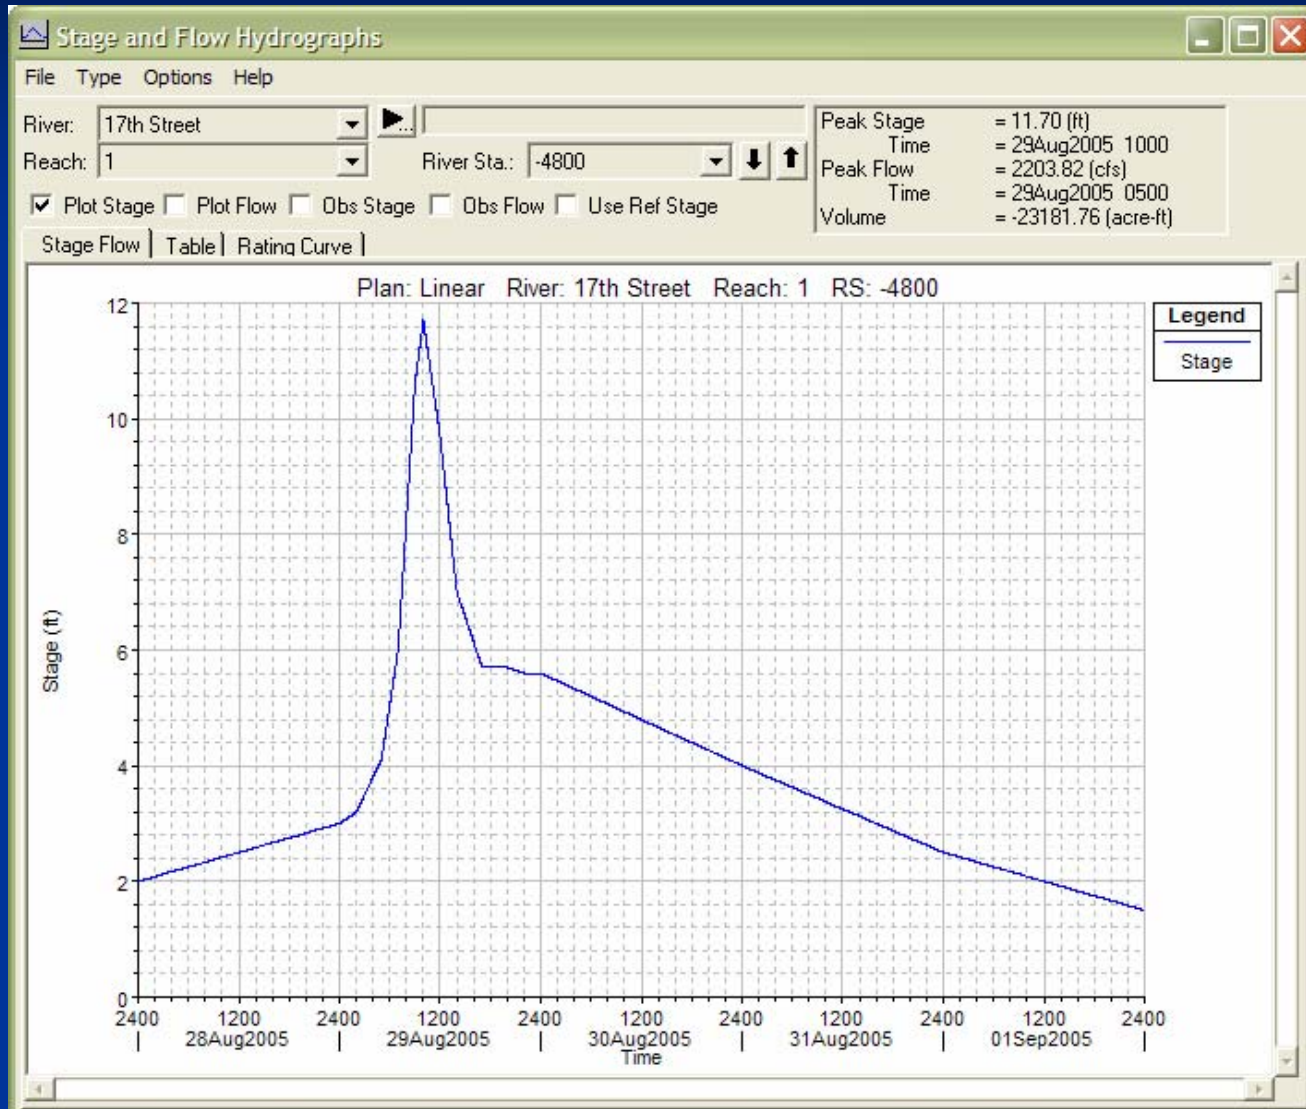 Stage and Flow Hydrographs
File Type Options Help
River: 17th Street
Reach: 1 River Sta.: -4800
Plot Stage Plot Flow Obs Stage Obs Flow Use Ref Stage
Peak Stage = 11.70 (ft)
Time = 29Aug2005 1000
Peak Flow = 2203.82 (cfs)
Time = 29Aug2005 0500
Volume = -23181.76 (acre-ft)
Stage Flow Table Rating Curve
Plan: Linear River: 17th Street Reach: 1 RS: -4800
Legend
Stage
12
10
8
6
4
2
0
Stage (ft)
2400 1200 2400 1200 2400 1200 2400 1200 2400 1200 2400
28Aug2005 29Aug2005 30Aug2005 31Aug2005 01Sep2005
Time